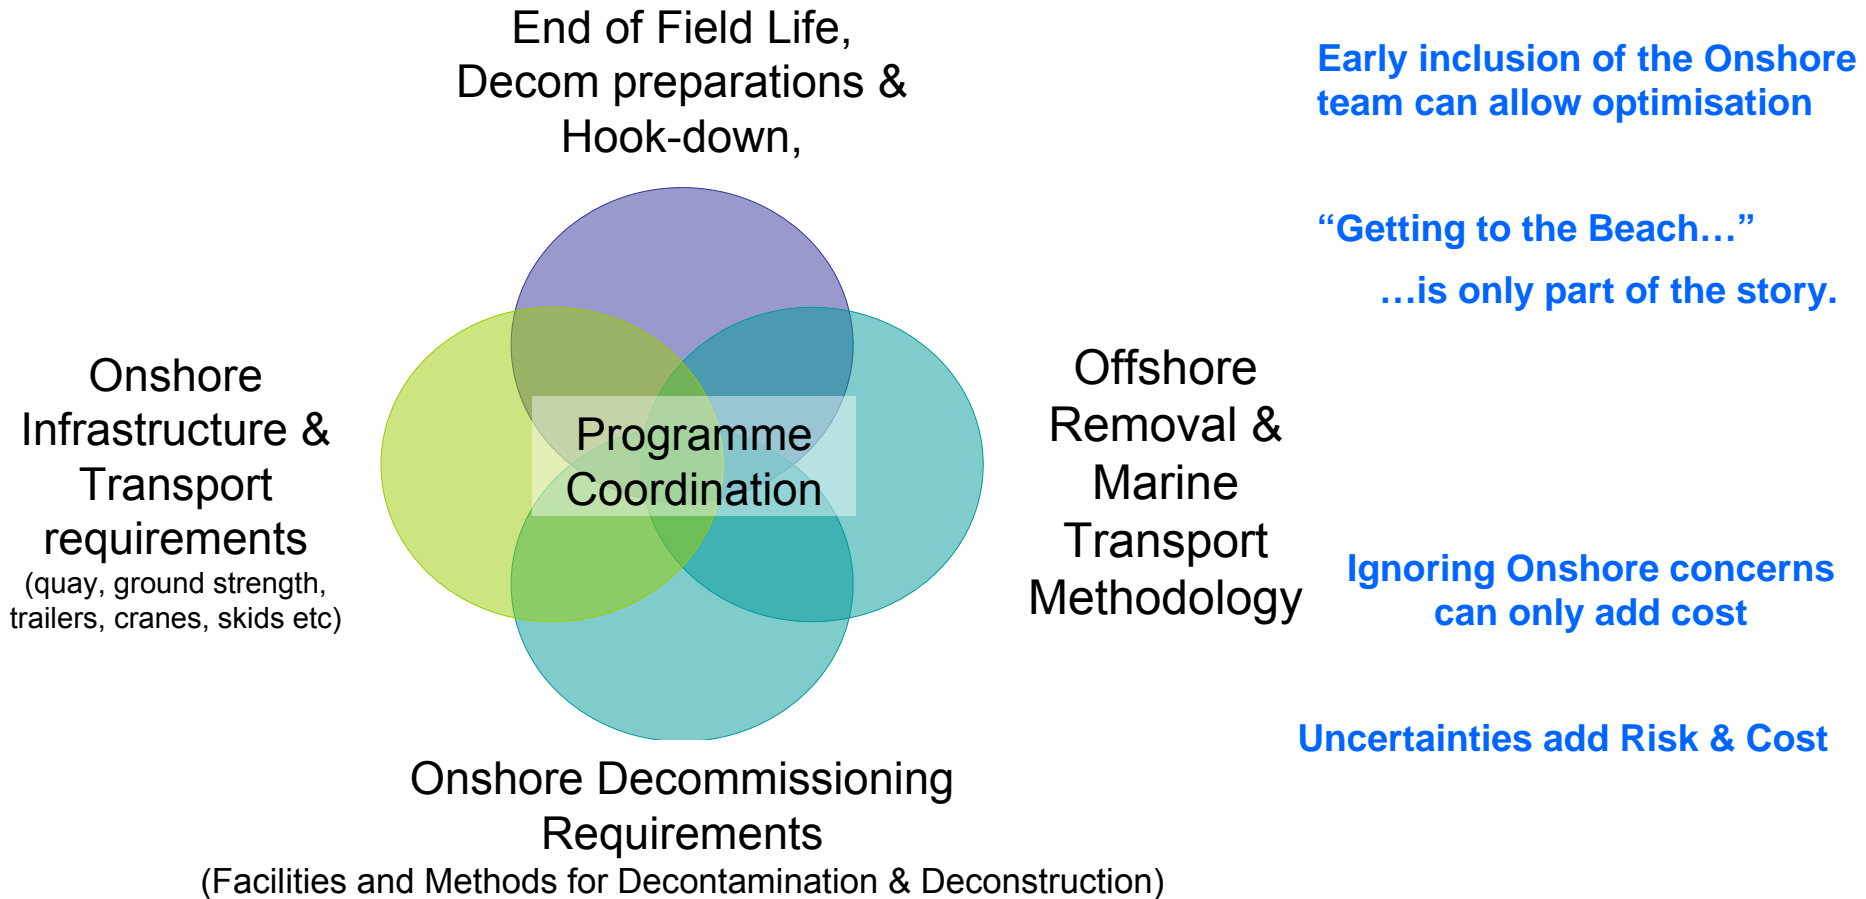 End of Field Life,
Decom preparations &
Hook-down,
Early inclusion of the Onshore
team can allow optimisation
“Getting to the Beach…”
…is only part of the story.
Onshore
Infrastructure &
Transport
requirements
(quay, ground strength,
trailers, cranes, skids etc)
Programme
Coordination
Offshore
Removal &
Marine
Transport
Methodology
Ignoring Onshore concerns
can only add cost
Uncertainties add Risk & Cost
Onshore Decommissioning
Requirements
(Facilities and Methods for Decontamination & Deconstruction)